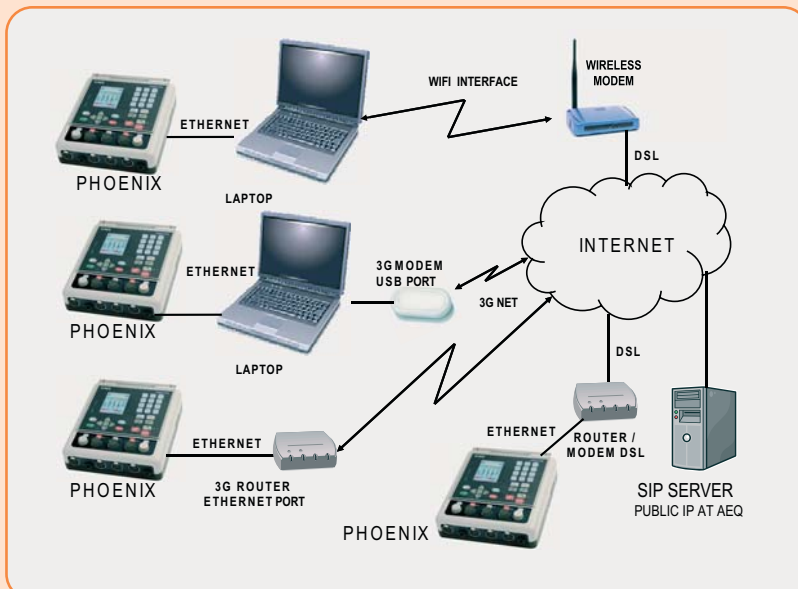 WIRELESS
MODEM
WIFI INTERFACE
ETHERNET
DSL
PHOENIX
LAPTOP
INTERNET
ETHERNET
3G MODEM
USB PORT
3G NET
PHOENIX
LAPTOP
DSL
ETHERNET
ETHERNET
ROUTER /
MODEM DSL
PHOENIX
3G ROUTER
ETHERNET PORT
SIP SERVER
PUBLIC IP AT AEQ
PHOENIX